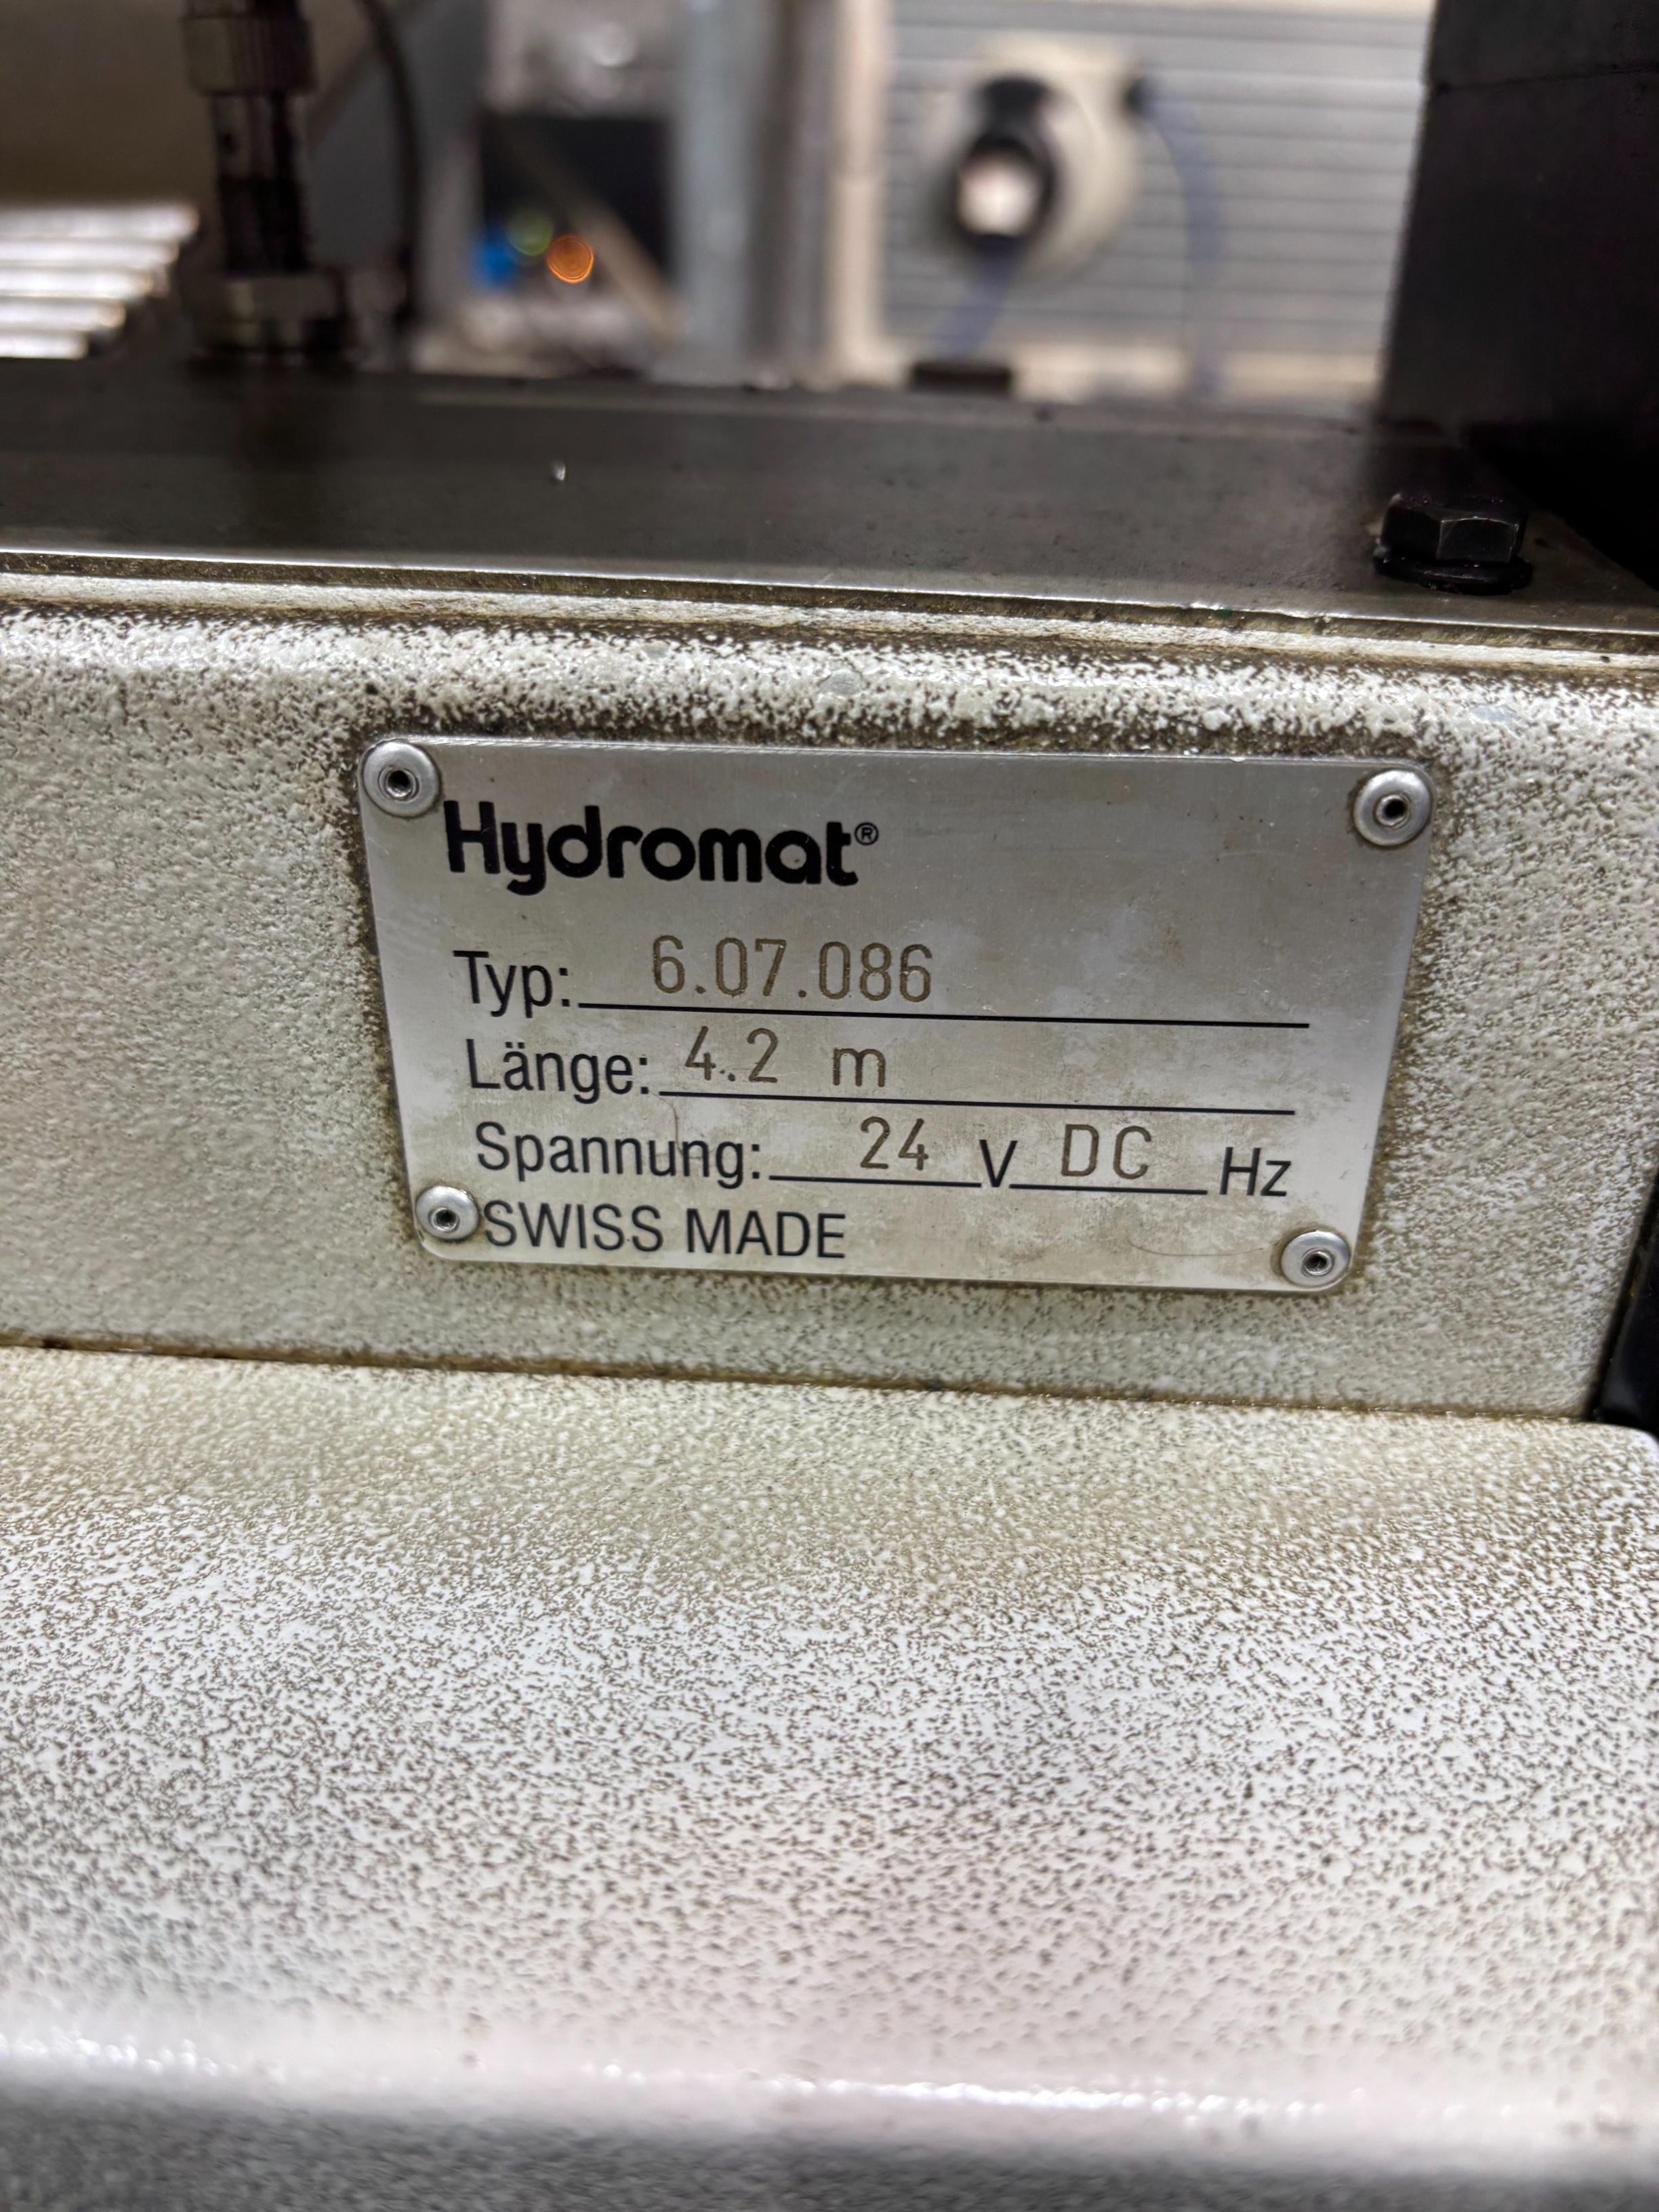 Hydromat®
Typ: 6.07.086
Länge: 4.2 m
Spannung: 24 V DC Hz
SWISS MADE